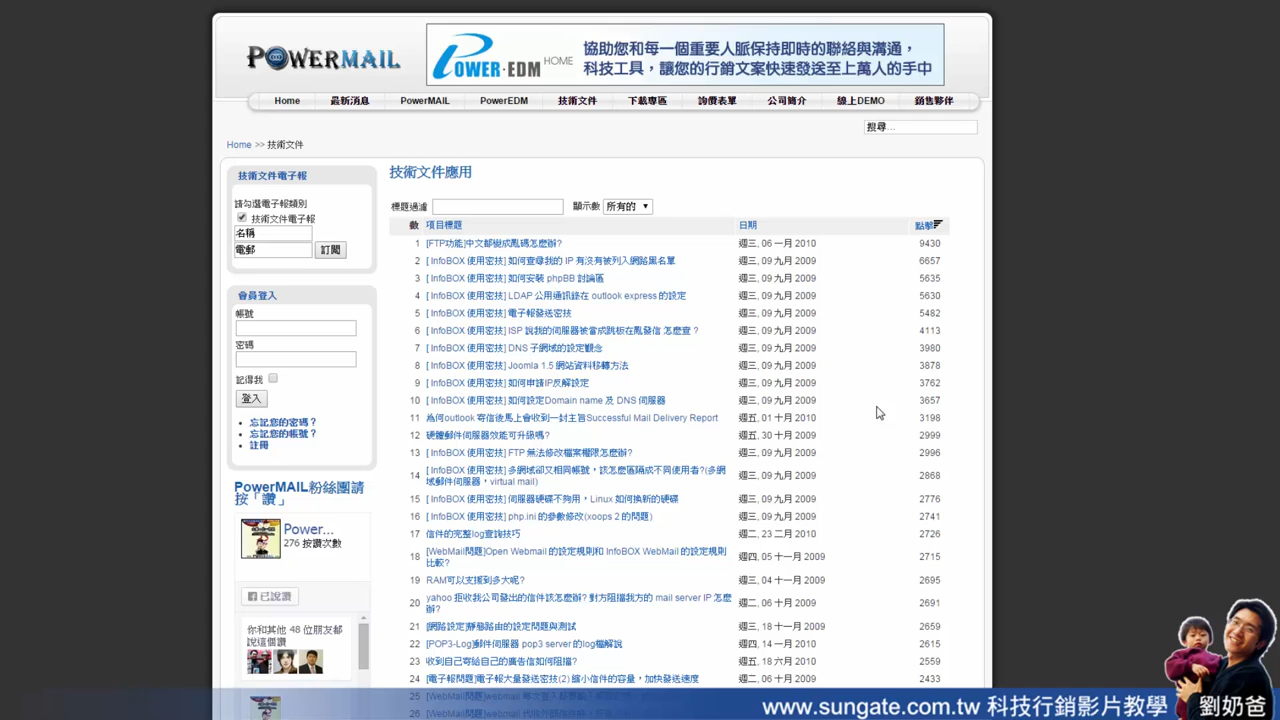 POWERMAIL
POWER-EDM
HOME
協助您和每一個重要人脈保持即時的聯絡與溝通，
科技工具，讓您的行銷文案快速發送至上萬人的手中
Home 最新消息 PowerMAIL PowerEDM 技術文件 下載專區 詢價表單 公司簡介 線上DEMO 銷售夥伴
搜尋...
Home >> 技術文件
技術文件電子報
請勾選電子報類別
技術文件電子報
名稱
電郵 訂閱
會員登入
帳號
密碼
記得我
登入
忘記您的密碼？
忘記您的帳號？
註冊
PowerMAIL粉絲團請
按「讚」
Power...
276 按讚次數
已說讚
你和其他 48 位朋友都
說這個讚
技術文件應用
標題過濾 顯示數 所有的
數 項目標題 日期 點擊
1 [FTP功能]中文都變成亂碼怎麼辦? 週三, 06 一月 2010 9430
2 [ InfoBOX 使用密技] 如何查尋我的 IP 有沒有被列入網路黑名單 週三, 09 九月 2009 6657
3 [ InfoBOX 使用密技] 如何安裝 phpBB 討論區 週三, 09 九月 2009 5635
4 [ InfoBOX 使用密技] LDAP 公用通訊錄在 outlook express 的設定 週三, 09 九月 2009 5630
5 [ InfoBOX 使用密技] 電子報發送密技 週三, 09 九月 2009 5482
6 [ InfoBOX 使用密技] ISP 說我的伺服器被當成跳板在亂發信 怎麼查 ? 週三, 09 九月 2009 4113
7 [ InfoBOX 使用密技] DNS 子網域的設定觀念 週三, 09 九月 2009 3980
8 [ InfoBOX 使用密技] Joomla 1.5 網站資料移轉方法 週三, 09 九月 2009 3878
9 [ InfoBOX 使用密技] 如何申請IP反解設定 週三, 09 九月 2009 3762
10 [ InfoBOX 使用密技] 如何設定Domain name 及 DNS 伺服器 週三, 09 九月 2009 3657
11 為何outlook 寄信後馬上會收到一封主旨Successful Mail Delivery Report 週五, 01 十月 2010 3198
12 硬體郵件伺服器效能可升級嗎? 週五, 30 十月 2009 2999
13 [ InfoBOX 使用密技] FTP 無法修改檔案權限怎麼辦? 週三, 09 九月 2009 2996
14 [ InfoBOX 使用密技] 多網域卻又相同帳號，該怎麼區隔成不同使用者?(多網 週三, 09 九月 2009 2868
域郵件伺服器，virtual mail)
15 [ InfoBOX 使用密技] 伺服器硬碟不夠用，Linux 如何換新的硬碟 週三, 09 九月 2009 2776
16 [ InfoBOX 使用密技] php.ini 的參數修改(xoops 2 的問題) 週三, 09 九月 2009 2741
17 信件的完整log查詢技巧 週二, 23 二月 2010 2726
18 [WebMail問題]Open Webmail 的設定規則和 InfoBOX WebMail 的設定規則 週四, 05 十一月 2009 2715
比較?
19 RAM可以支援到多大呢? 週三, 04 十一月 2009 2695
20 yahoo 拒收我公司發出的信件該怎麼辦? 對方阻擋我方的 mail server IP 怎麼 週二, 06 十月 2009 2691
辦?
21 [網路設定]靜態路由的設定問題與測試 週三, 18 十一月 2009 2659
22 [POP3-Log]郵件伺服器 pop3 server 的log檔解說 週四, 14 一月 2010 2615
23 收到自己寄給自己的廣告信如何阻擋? 週五, 18 六月 2010 2559
24 [電子報問題]電子報大量發送密技(2) 縮小信件的容量，加快發送速度 週二, 06 十月 2009 2433
25
26
www.sungate.com.tw 科技行銷影片教學
劉奶爸